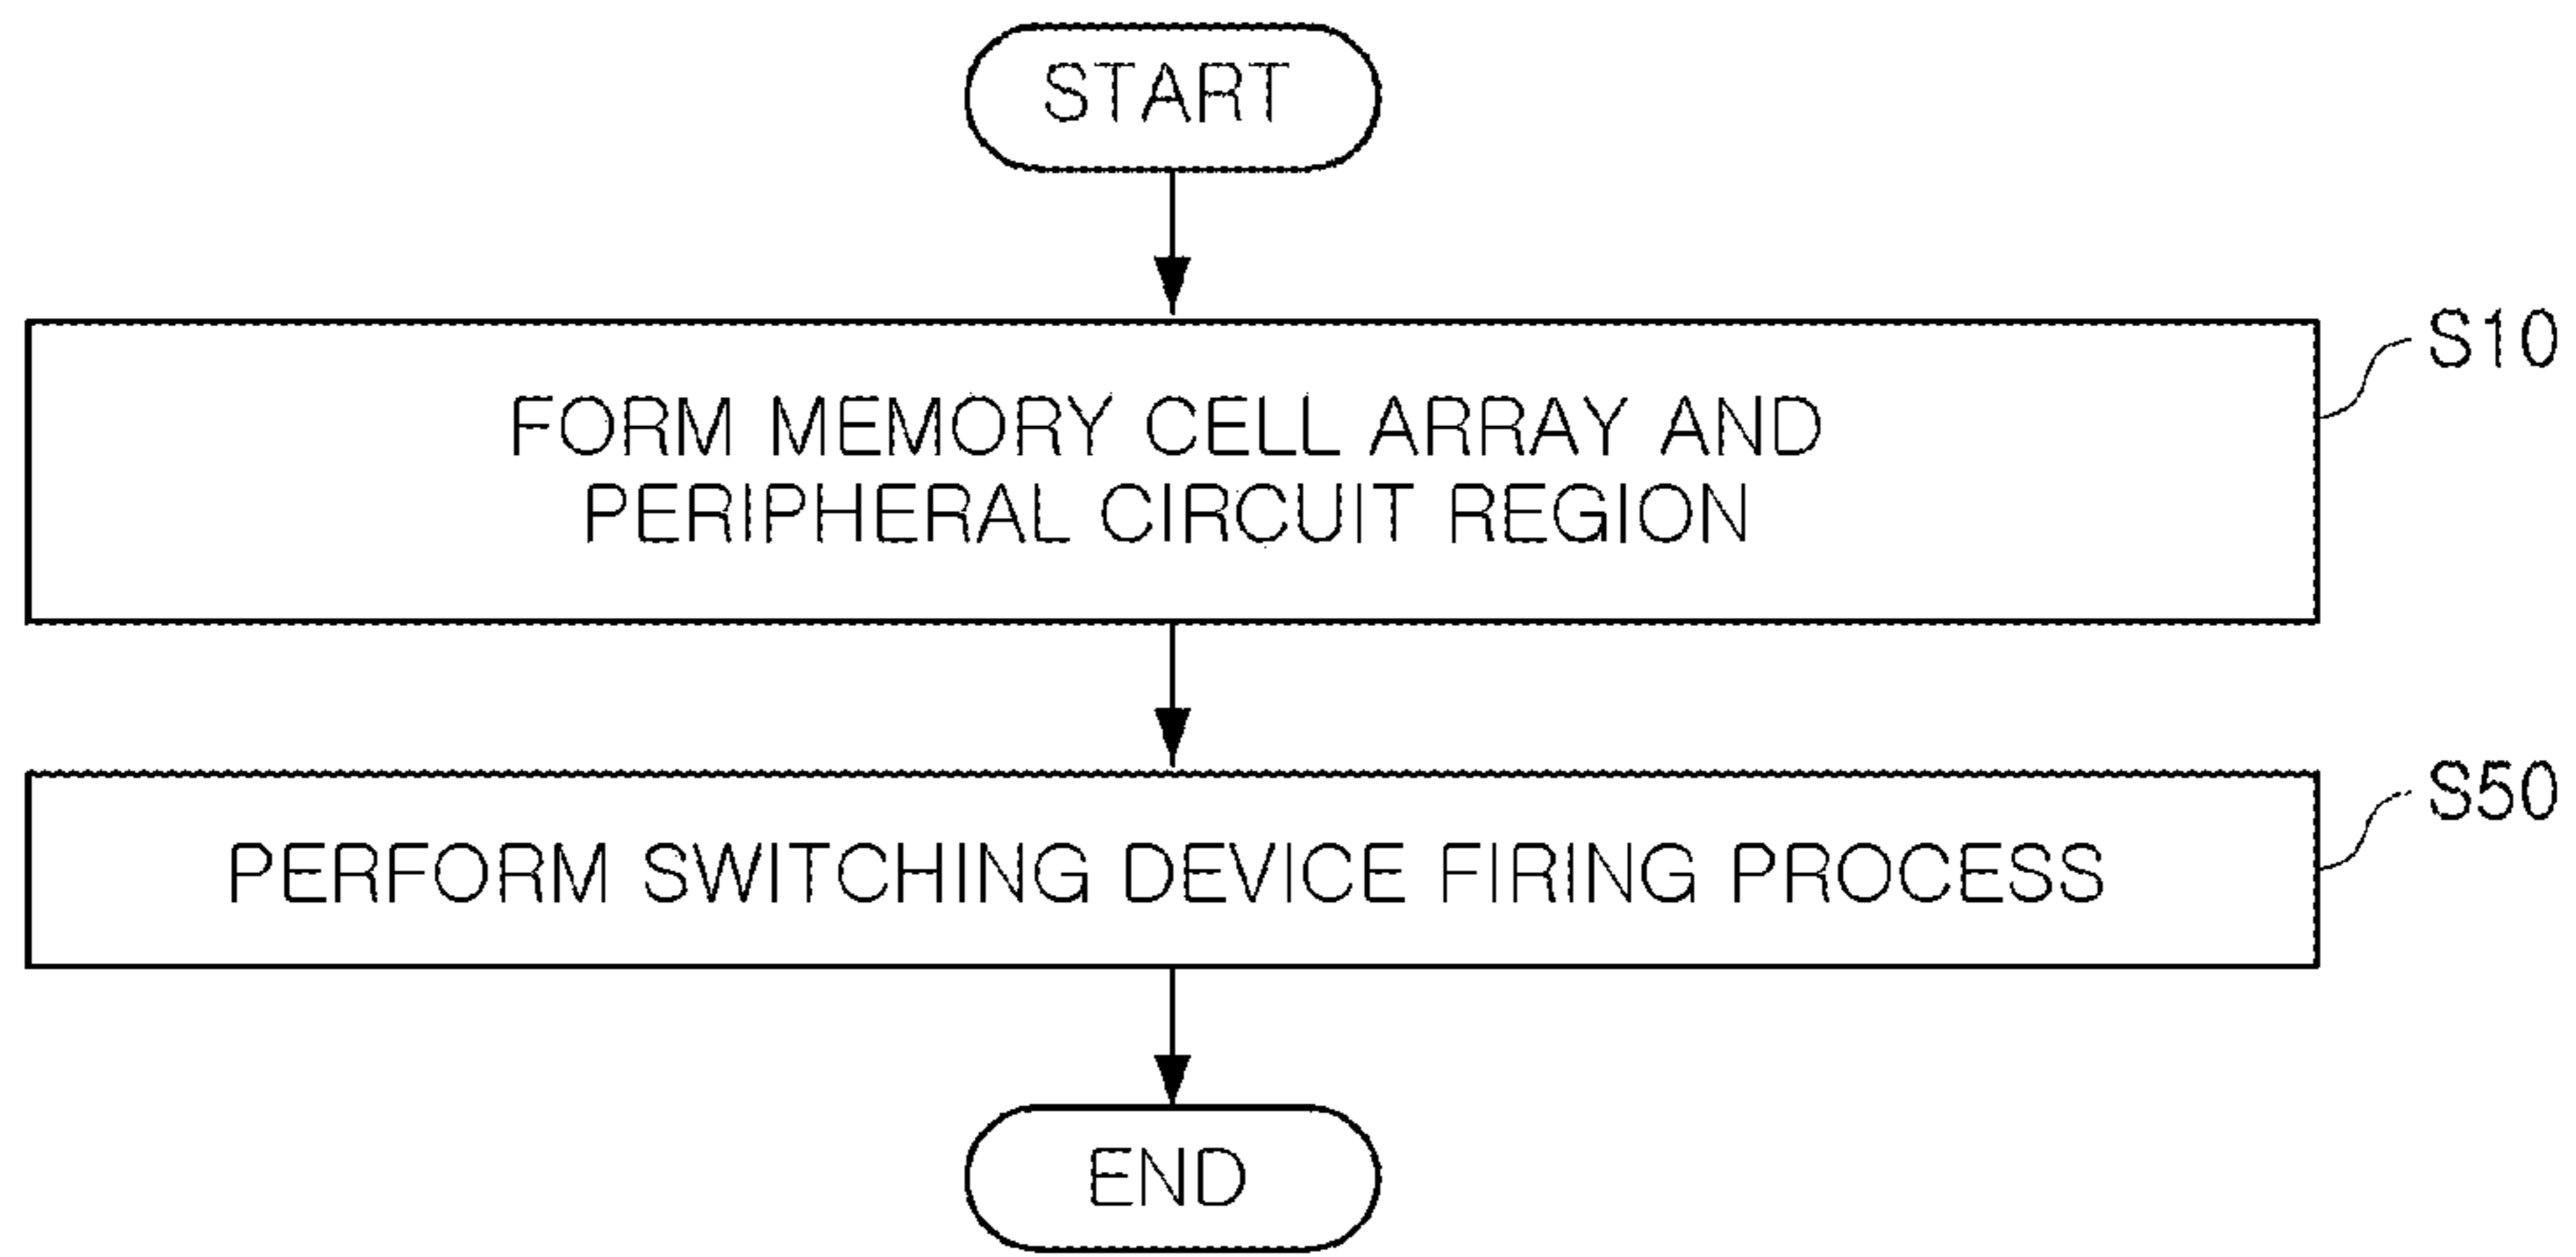 START
S10
FORM MEMORY CELL ARRAY AND
PERIPHERAL CIRCUIT REGION
S50
PERFORM SWITCHING DEVICE FIRING PROCESS
END